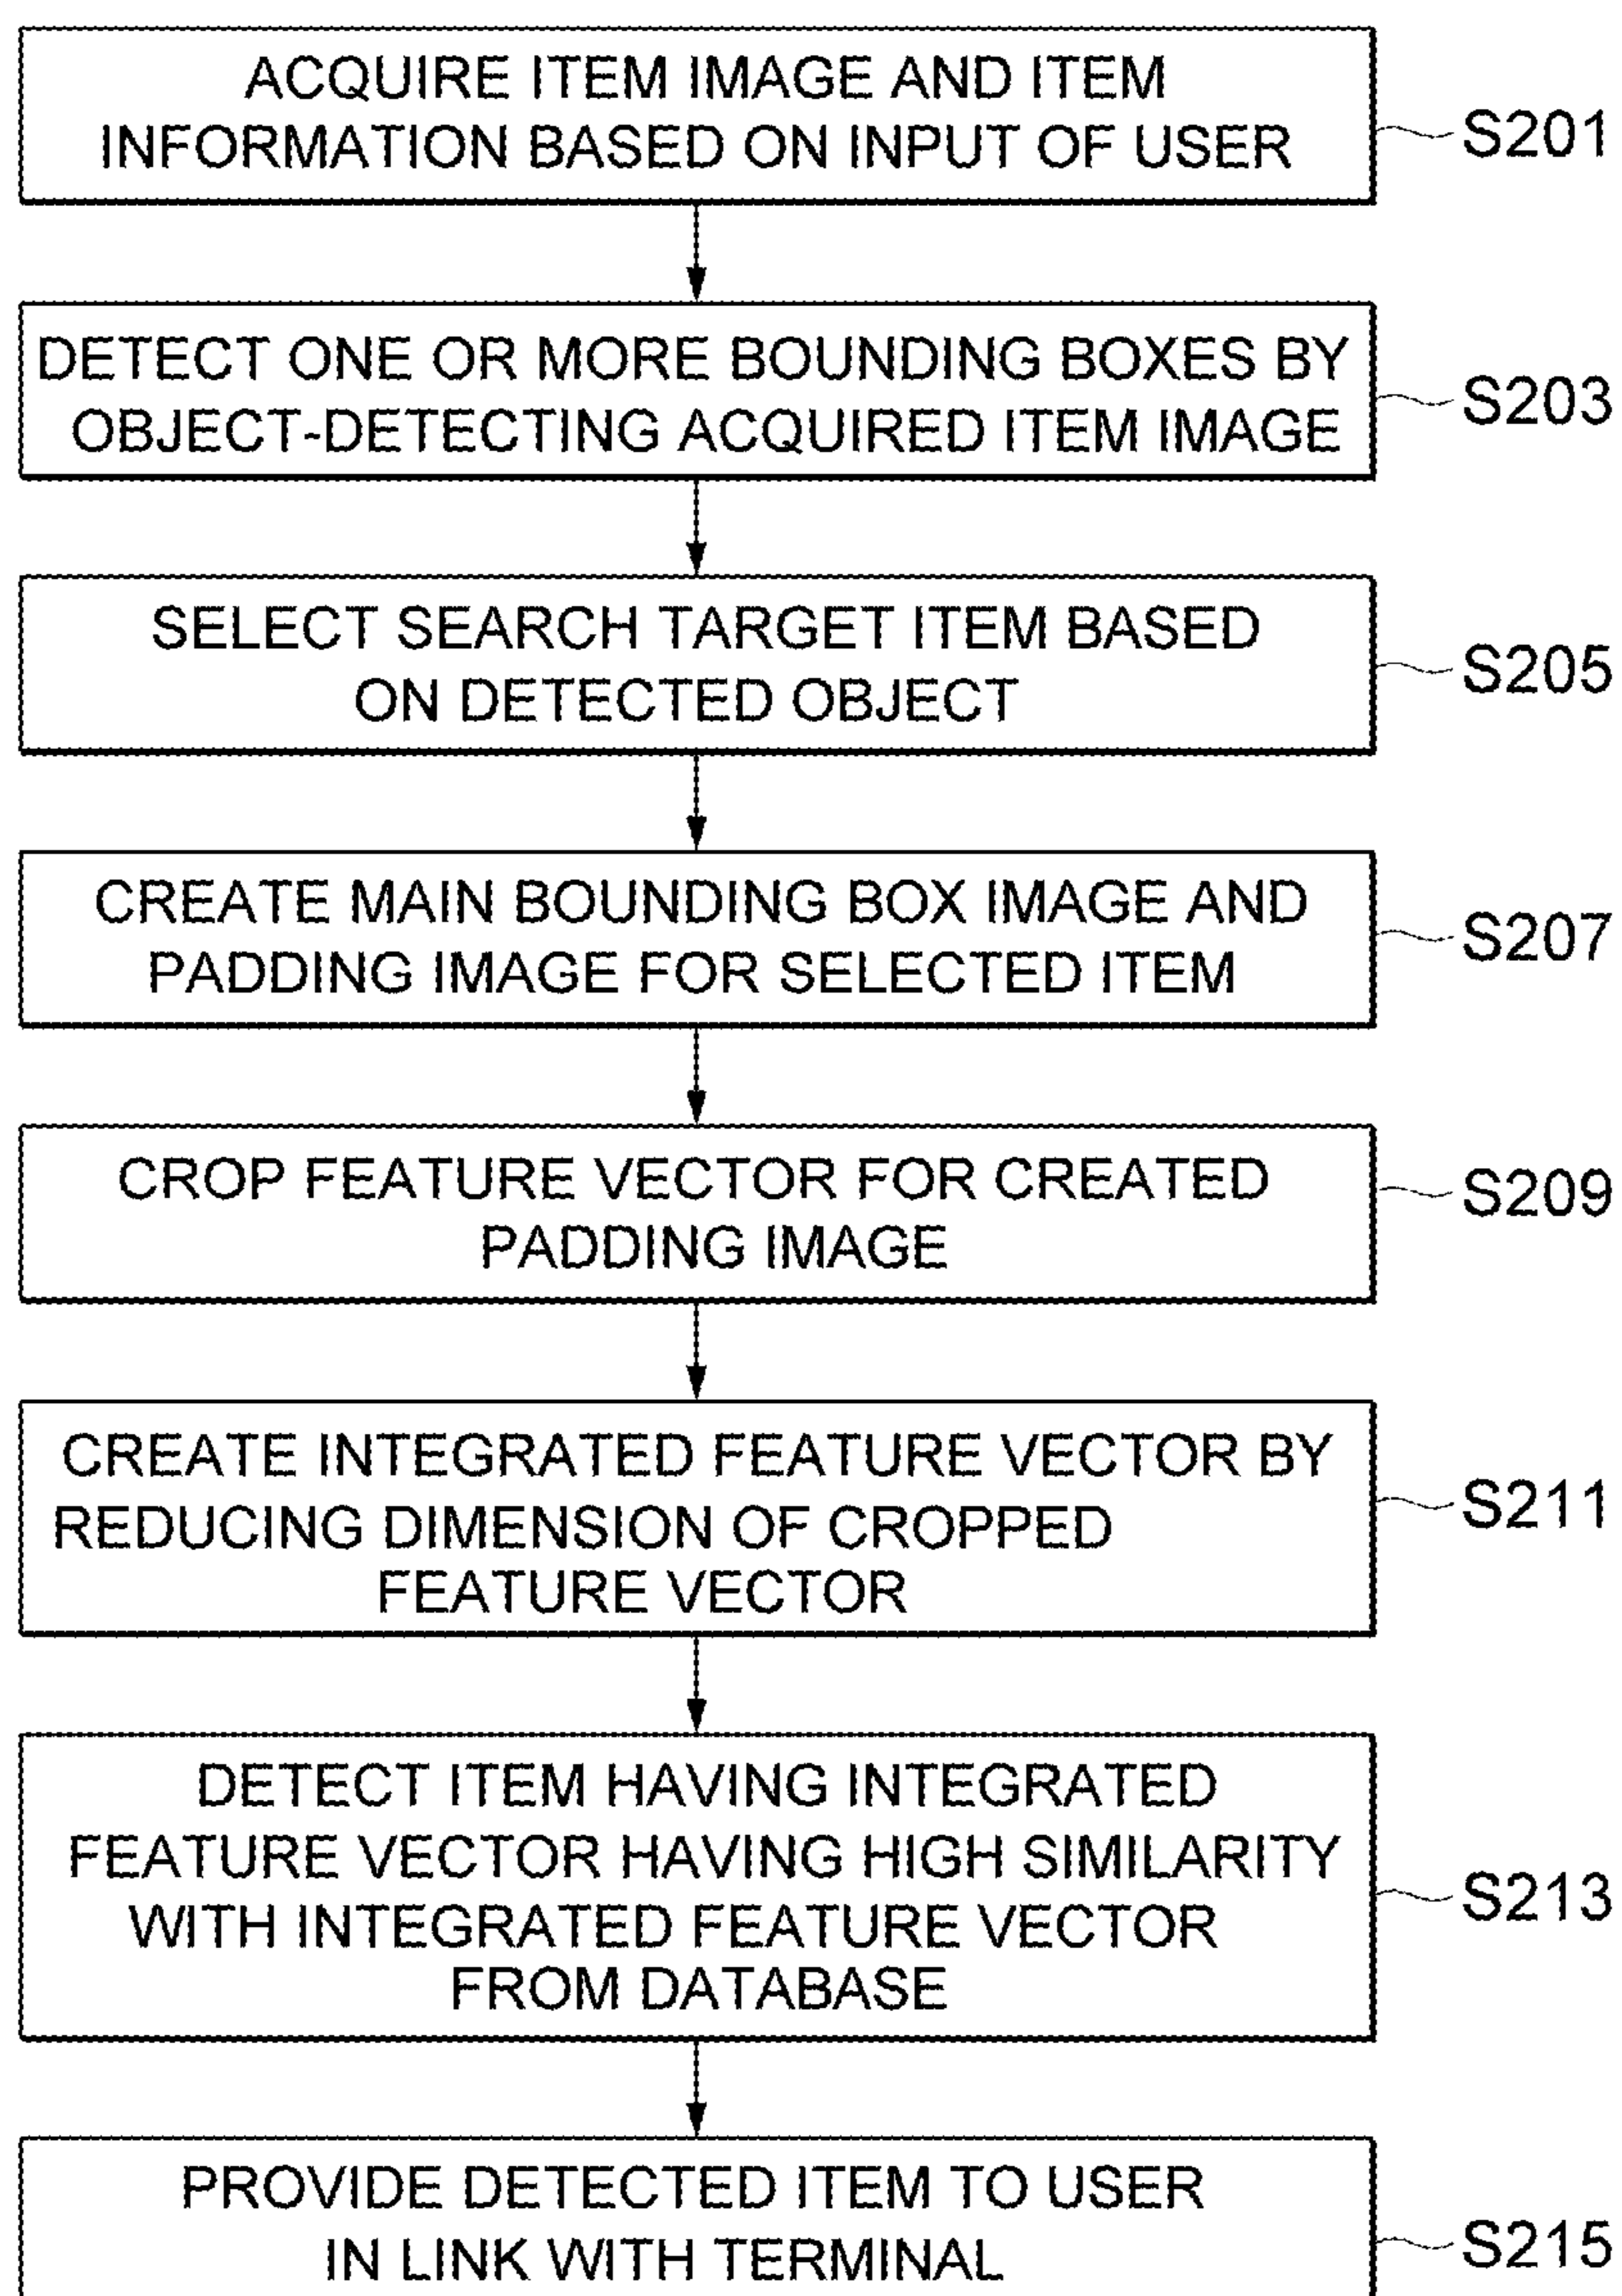 ACQUIRE ITEM IMAGE AND ITEM
INFORMATION BASED ON INPUT OF USER
S201
DETECT ONE OR MORE BOUNDING BOXES BY
OBJECT-DETECTING ACQUIRED ITEM IMAGE
S203
SELECT SEARCH TARGET ITEM BASED
ON DETECTED OBJECT
S205
CREATE MAIN BOUNDING BOX IMAGE AND
PADDING IMAGE FOR SELECTED ITEM
S207
CROP FEATURE VECTOR FOR CREATED
PADDING IMAGE
S209
CREATE INTEGRATED FEATURE VECTOR BY
REDUCING DIMENSION OF CROPPED
FEATURE VECTOR
S211
DETECT ITEM HAVING INTEGRATED
FEATURE VECTOR HAVING HIGH SIMILARITY
WITH INTEGRATED FEATURE VECTOR
FROM DATABASE
S213
PROVIDE DETECTED ITEM TO USER
IN LINK WITH TERMINAL
S215